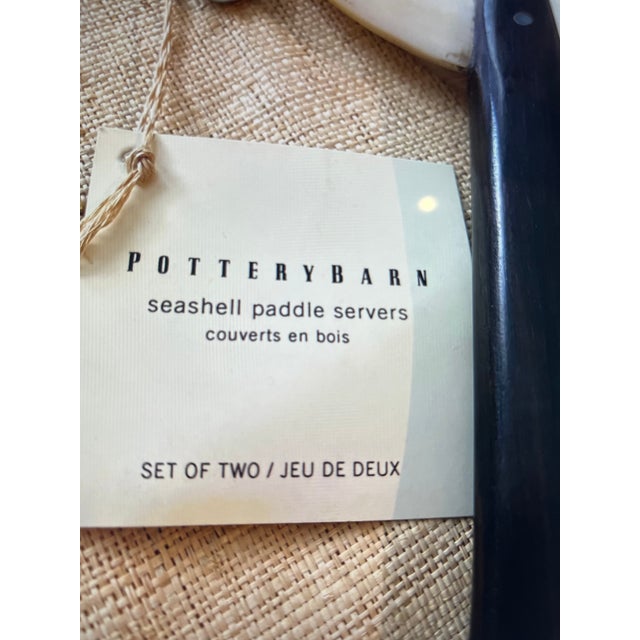 POTTERYBARN
seashell paddle servers
couverts en bois
SET OF TWO / JEU DE DEUX